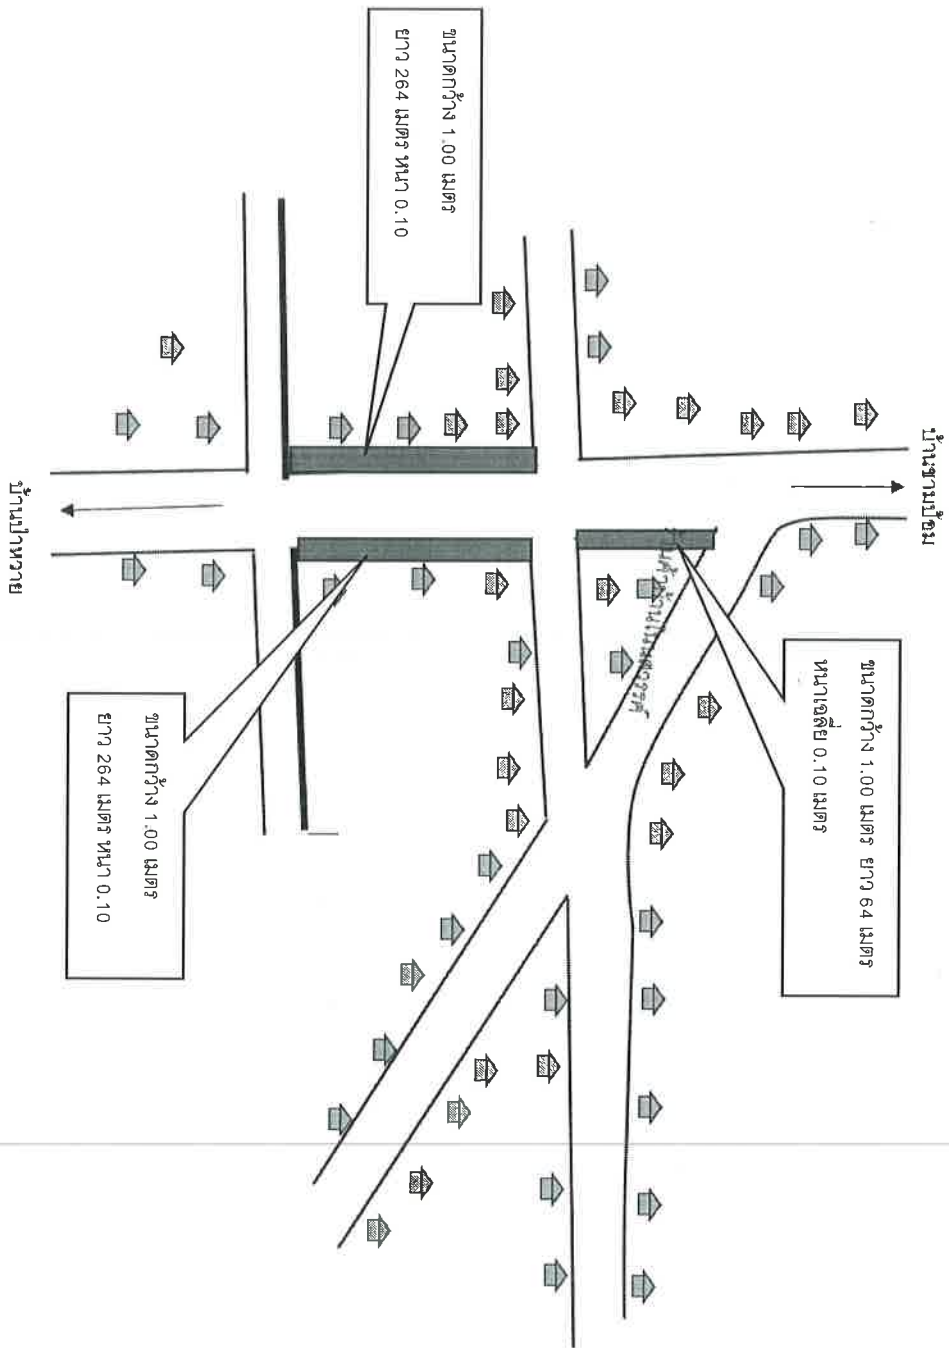 บ้านชามป้อม
ขนาดกว้าง 1.00 เมตร ยาว 64 เมตร
หนาเฉลี่ย 0.10 เมตร
ขนาดกว้าง 1.00 เมตร
ยาว 264 เมตร หนา 0.10
ขนาดกว้าง 1.00 เมตร
ยาว 264 เมตร หนา 0.10
บ้านป่าหวาย